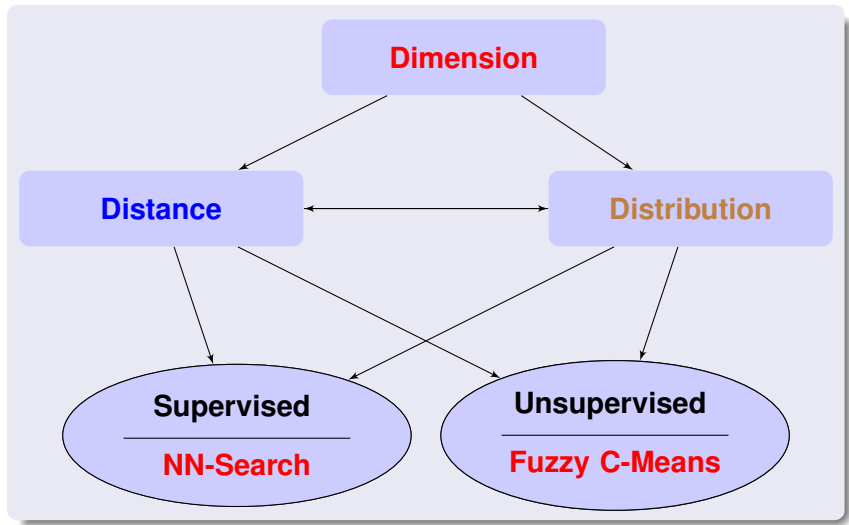 Dimension
Distance
Distribution
Supervised
NN-Search
Unsupervised
Fuzzy C-Means